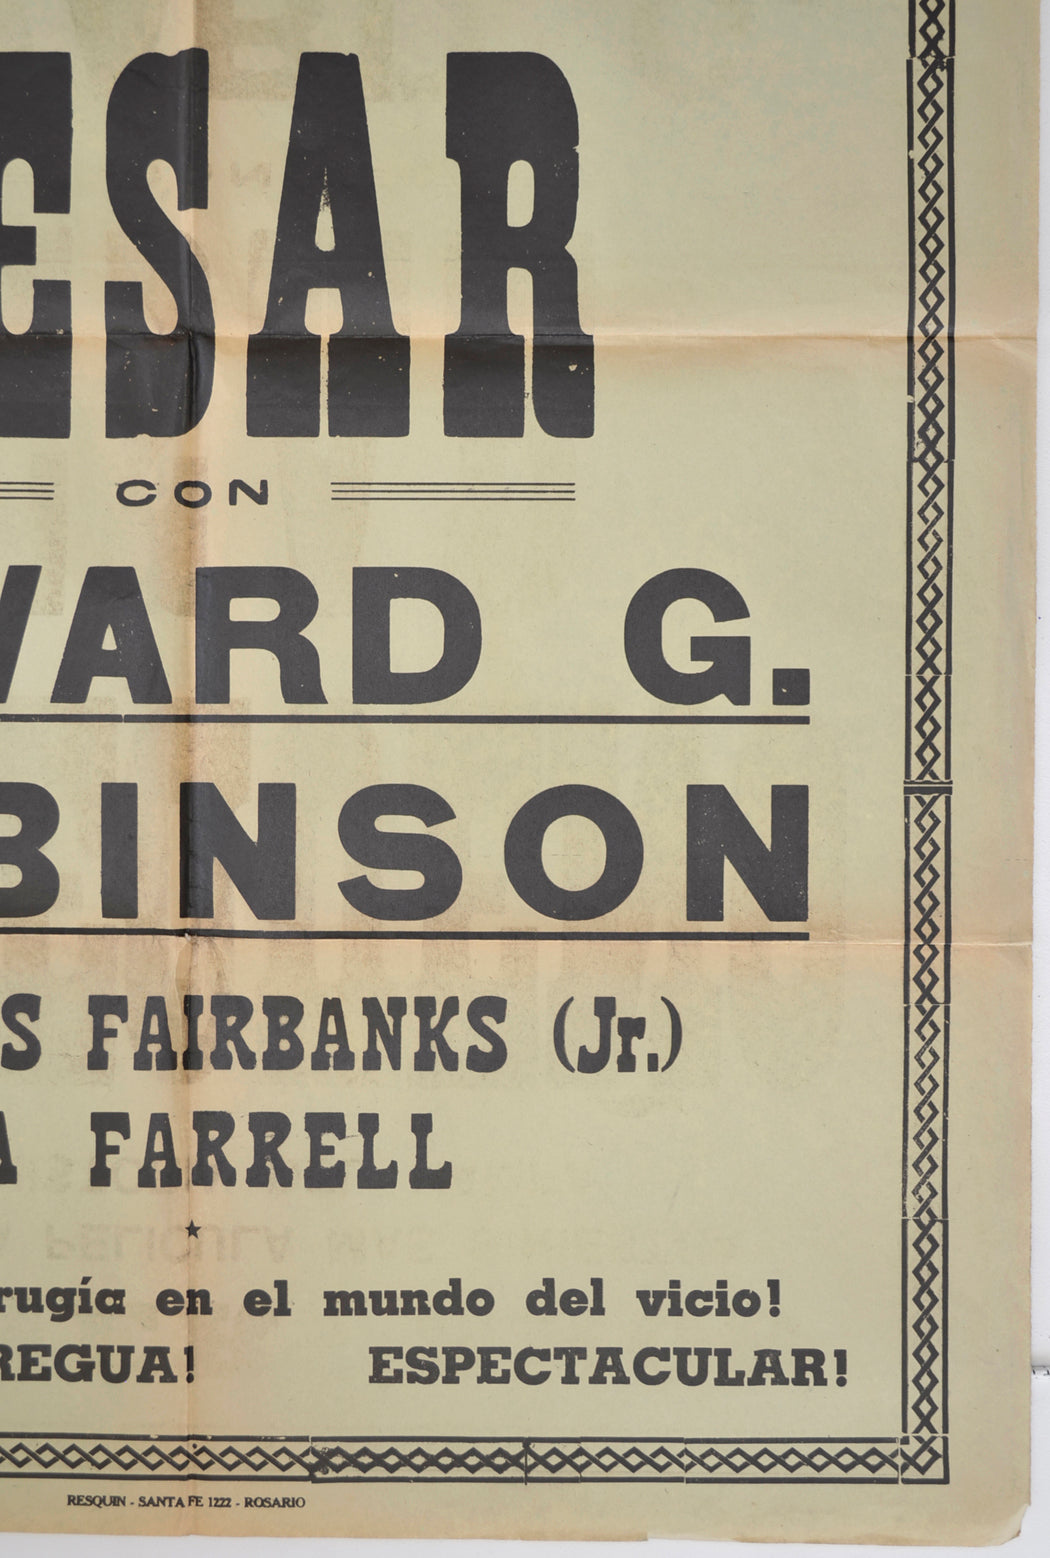 ESAR
CON
WARD G.
BINSON
S FAIRBANKS (Jr.)
A FARRELL
rugía en el mundo del vicio!
REGUA! ESPECTACULAR!
RESQUIN - SANTA FE 1222 - ROSARIO